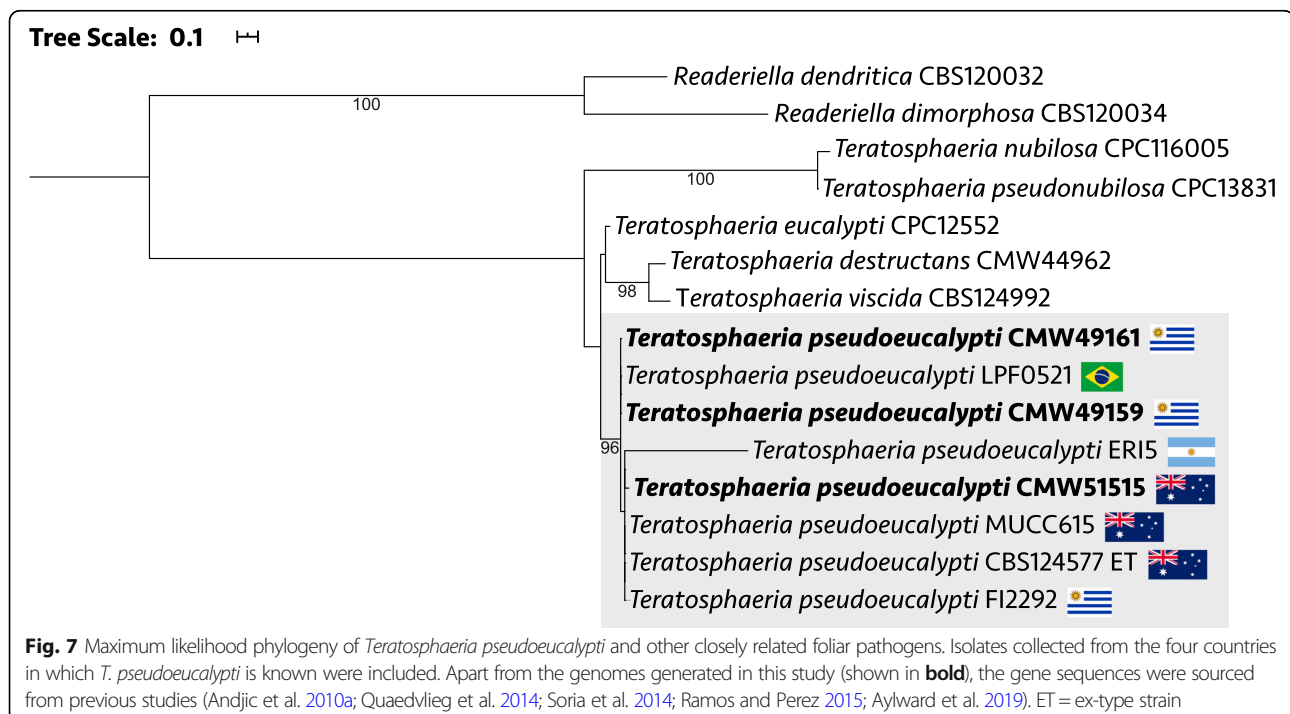 Tree Scale: 0.1
Readeriella dendritica CBS120032
100
Readeriella dimorphosa CBS120034
Teratosphaeria nubilosa CPC116005
100
Teratosphaeria pseudonubilosa CPC13831
Teratosphaeria eucalypti CPC12552
Teratosphaeria destructans CMW44962
98
Teratosphaeria viscida CBS124992
Teratosphaeria pseudoeucalypti CMW49161
Teratosphaeria pseudoeucalypti LPF0521
Teratosphaeria pseudoeucalypti CMW49159
96
Teratosphaeria pseudoeucalypti ERI5
Teratosphaeria pseudoeucalypti CMW51515
Teratosphaeria pseudoeucalypti MUCC615
Teratosphaeria pseudoeucalypti CBS124577 ET
Teratosphaeria pseudoeucalypti FI2292
Fig. 7 Maximum likelihood phylogeny of Teratosphaeria pseudoeucalypti and other closely related foliar pathogens. Isolates collected from the four countries
in which T. pseudoeucalypti is known were included. Apart from the genomes generated in this study (shown in bold), the gene sequences were sourced
from previous studies (Andjic et al. 2010a; Quaedvlieg et al. 2014; Soria et al. 2014; Ramos and Perez 2015; Aylward et al. 2019). ET = ex-type strain